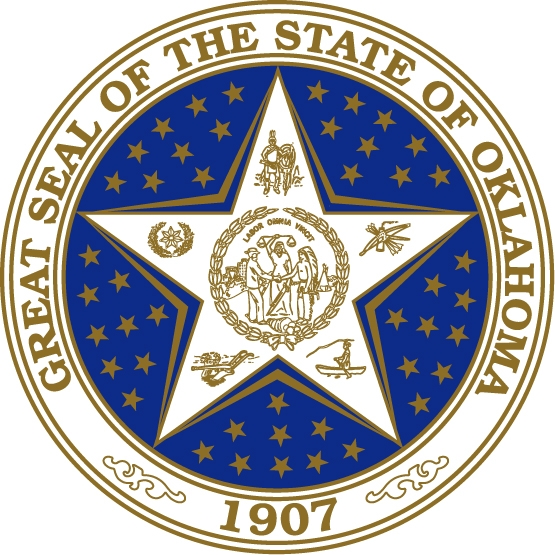 GREAT SEAL OF THE STATE OF OKLAHOMA
LABOR OMNIA VINCIT
1907